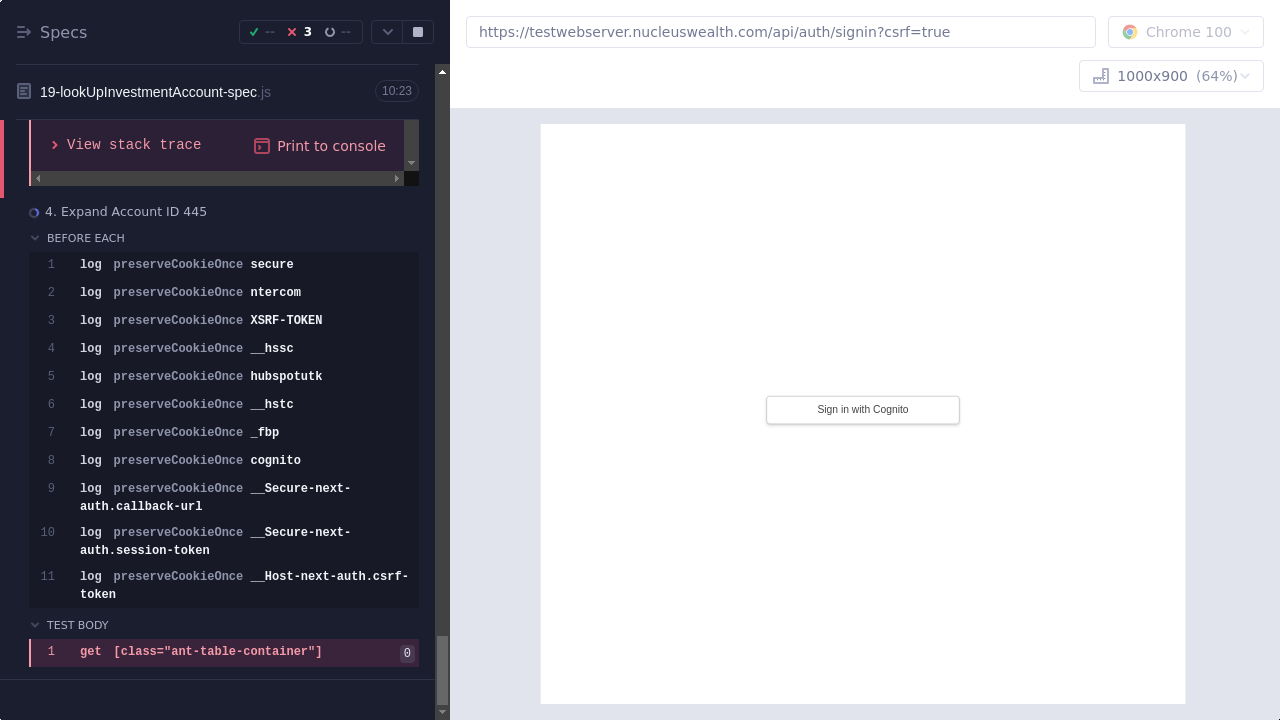 Specs
--
3
--
https://testwebserver.nucleuswealth.com/api/auth/signin?csrf=true
Chrome 100
1000x900 (64%)
19-lookUpInvestmentAccount-spec.js
10:23
View stack trace
Print to console
4. Expand Account ID 445
BEFORE EACH
1 log preserveCookieOnce secure
2 log preserveCookieOnce ntercom
3 log preserveCookieOnce XSRF-TOKEN
4 log preserveCookieOnce __hssc
5 log preserveCookieOnce hubspotutk
6 log preserveCookieOnce __hstc
7 log preserveCookieOnce _fbp
8 log preserveCookieOnce cognito
9 log preserveCookieOnce __Secure-next-
auth.callback-url
10 log preserveCookieOnce __Secure-next-
auth.session-token
11 log preserveCookieOnce __Host-next-auth.csrf-
token
TEST BODY
1 get [class="ant-table-container"] 0
Sign in with Cognito